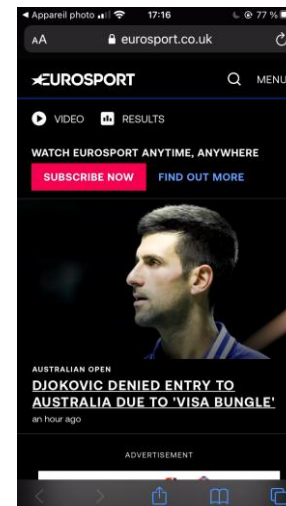 ◀ Appareil photo 17:16 77 %
AA eurosport.co.uk
EUROSPORT MENU
VIDEO RESULTS
WATCH EUROSPORT ANYTIME, ANYWHERE
SUBSCRIBE NOW FIND OUT MORE
AUSTRALIAN OPEN
DJOKOVIC DENIED ENTRY TO
AUSTRALIA DUE TO 'VISA BUNGLE'
an hour ago
ADVERTISEMENT